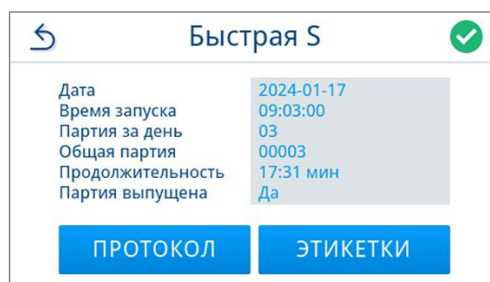 Быстрая S
Дата 2024-01-17
Время запуска 09:03:00
Партия за день 03
Общая партия 00003
Продолжительность 17:31 мин
Партия выпущена Да
ПРОТОКОЛ ЭТИКЕТКИ